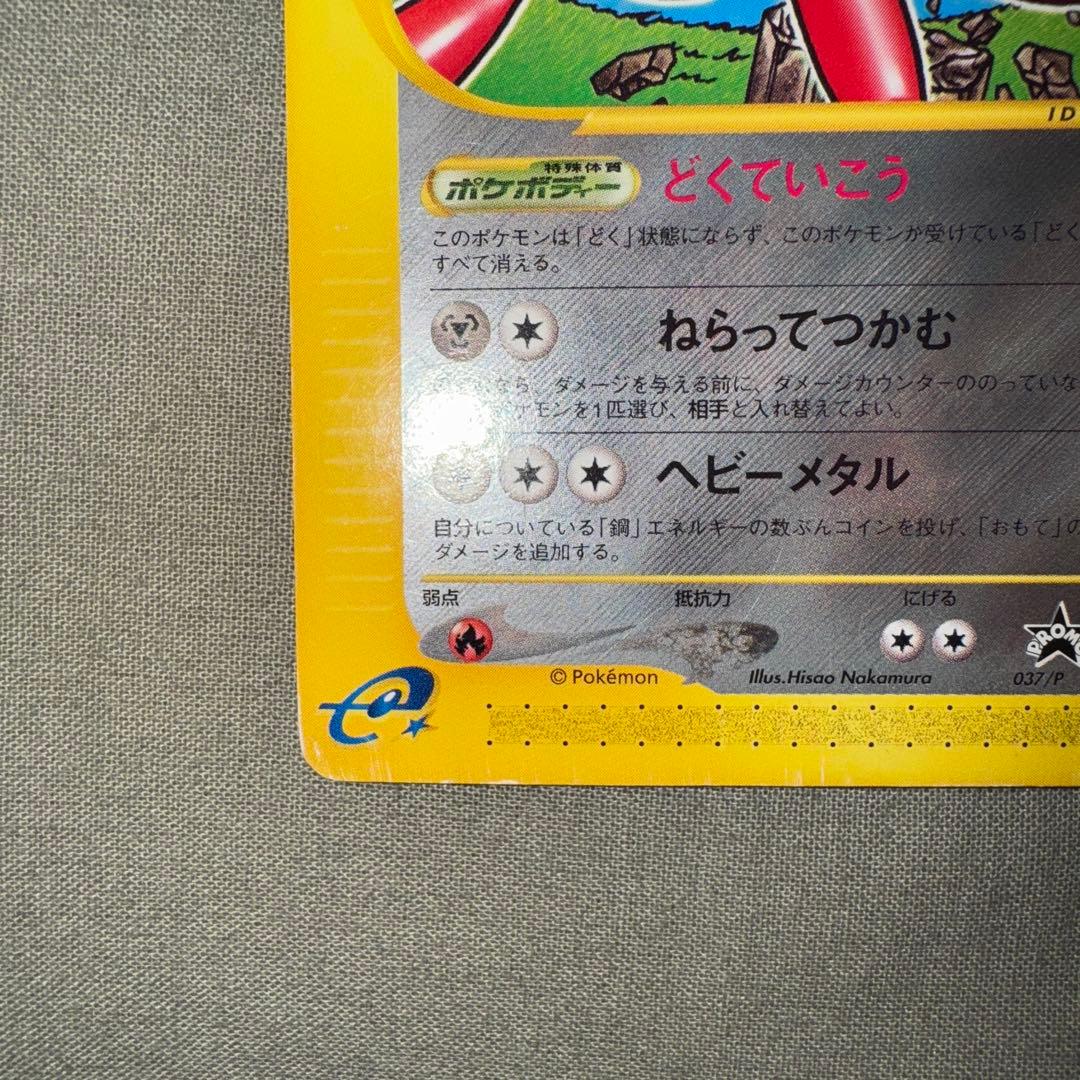 ID
特殊体質
ポケボディー どくていこう
このポケモンは「どく」状態にならず、このポケモンが受けている「どく
すべて消える。
ねらってつかむ
なら、ダメージを与える前に、ダメージカウンターののっていな
ケモンを1匹選び、相手と入れ替えてよい。
ヘビーメタル
自分についている「鋼」エネルギーの数ぶんコインを投げ、「おもて」の
ダメージを追加する。
弱点 抵抗力 にげる
PROMO
© Pokémon Illus.Hisao Nakamura 037/P
e